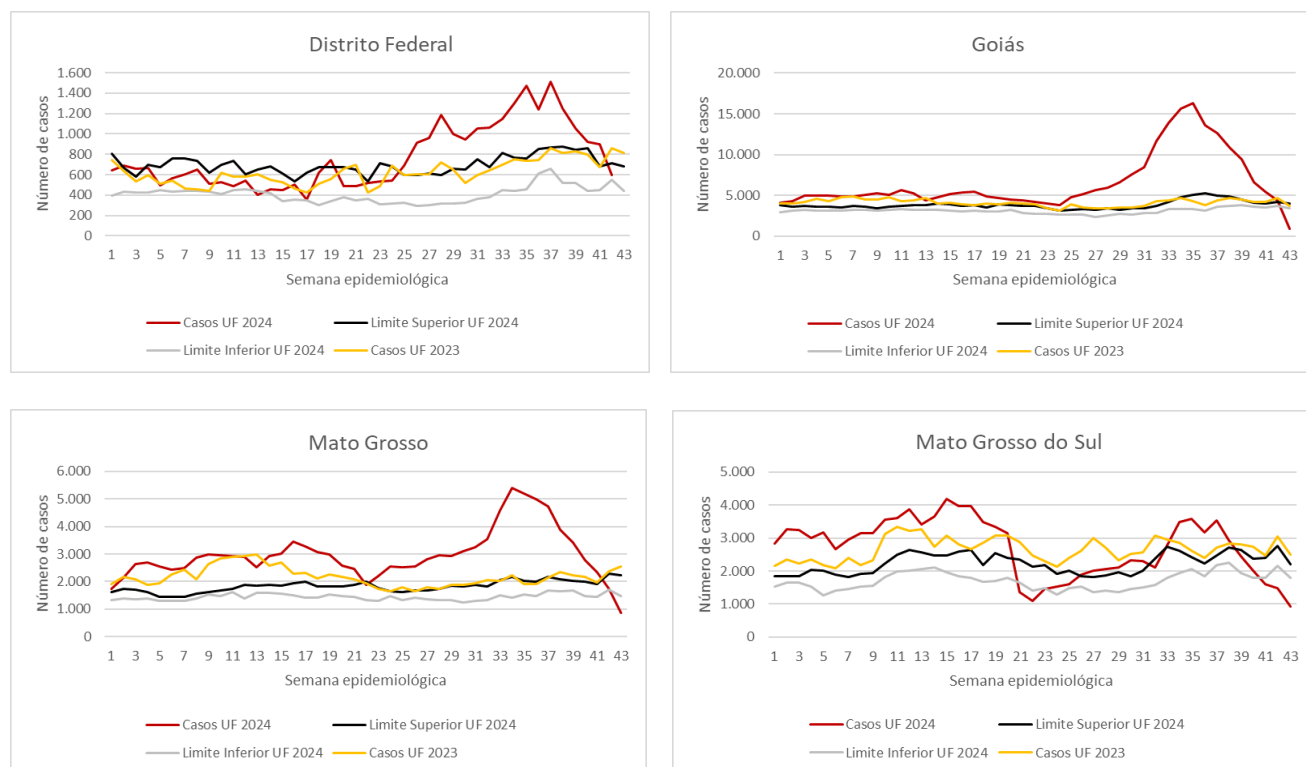 Distrito Federal
Número de casos
1.600
1.400
1.200
1.000
800
600
400
200
0
1 3 5 7 9 11 13 15 17 19 21 23 25 27 29 31 33 35 37 39 41 43
Semana epidemiológica
Casos UF 2024 Limite Superior UF 2024
Limite Inferior UF 2024 Casos UF 2023
Goiás
Número de casos
20.000
15.000
10.000
5.000
0
1 3 5 7 9 11 13 15 17 19 21 23 25 27 29 31 33 35 37 39 41 43
Semana epidemiológica
Casos UF 2024 Limite Superior UF 2024
Limite Inferior UF 2024 Casos UF 2023
Mato Grosso
Número de casos
6.000
5.000
4.000
3.000
2.000
1.000
0
1 3 5 7 9 11 13 15 17 19 21 23 25 27 29 31 33 35 37 39 41 43
Semana epidemiológica
Casos UF 2024 Limite Superior UF 2024
Limite Inferior UF 2024 Casos UF 2023
Mato Grosso do Sul
Número de casos
5.000
4.000
3.000
2.000
1.000
0
1 3 5 7 9 11 13 15 17 19 21 23 25 27 29 31 33 35 37 39 41 43
Semana epidemiológica
Casos UF 2024 Limite Superior UF 2024
Limite Inferior UF 2024 Casos UF 2023